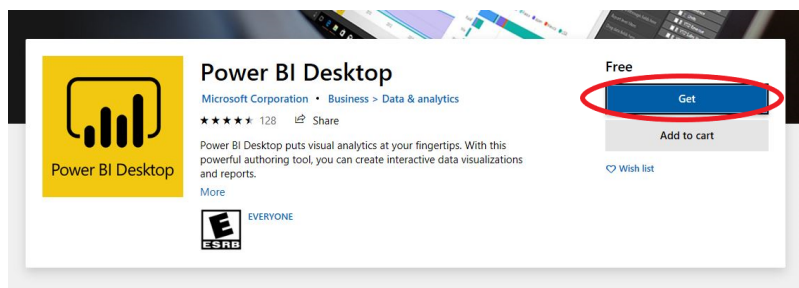 Power BI Desktop
Power BI Desktop
Microsoft Corporation • Business > Data & analytics
★★★★★ 128 Share
Power BI Desktop puts visual analytics at your fingertips. With this
powerful authoring tool, you can create interactive data visualizations
and reports.
More
E
ESRB
EVERYONE
Free
Get
Add to cart
Wish list